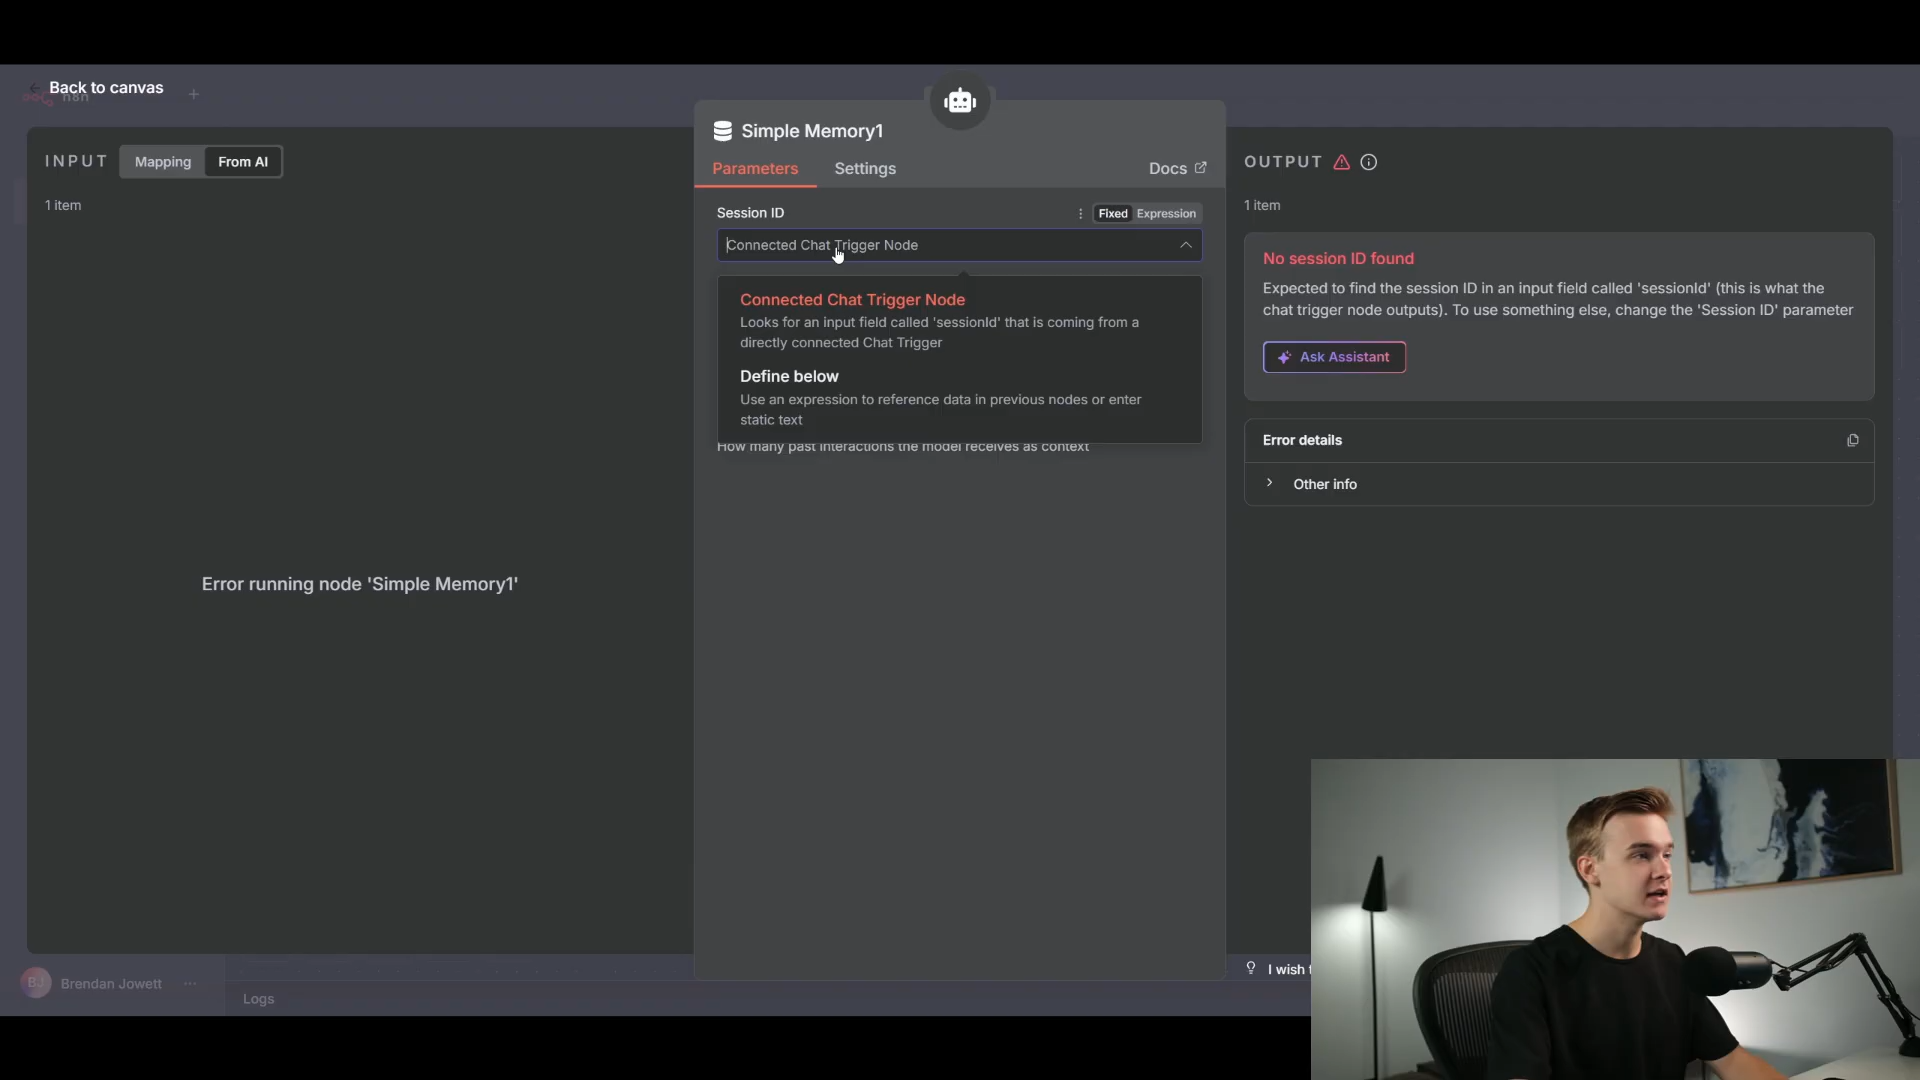 Back to canvas
n8n
+
INPUT
Mapping
From AI
1 item
Error running node 'Simple Memory1'
Simple Memory1
Parameters
Settings
Docs
Session ID
Fixed
Expression
Connected Chat Trigger Node
Connected Chat Trigger Node
Looks for an input field called 'sessionId' that is coming from a
directly connected Chat Trigger
Define below
Use an expression to reference data in previous nodes or enter
static text
How many past interactions the model receives as context
OUTPUT
1 item
No session ID found
Expected to find the session ID in an input field called 'sessionId' (this is what the
chat trigger node outputs). To use something else, change the 'Session ID' parameter
Ask Assistant
Error details
Other info
BJ
Brendan Jowett
...
Logs
I wish